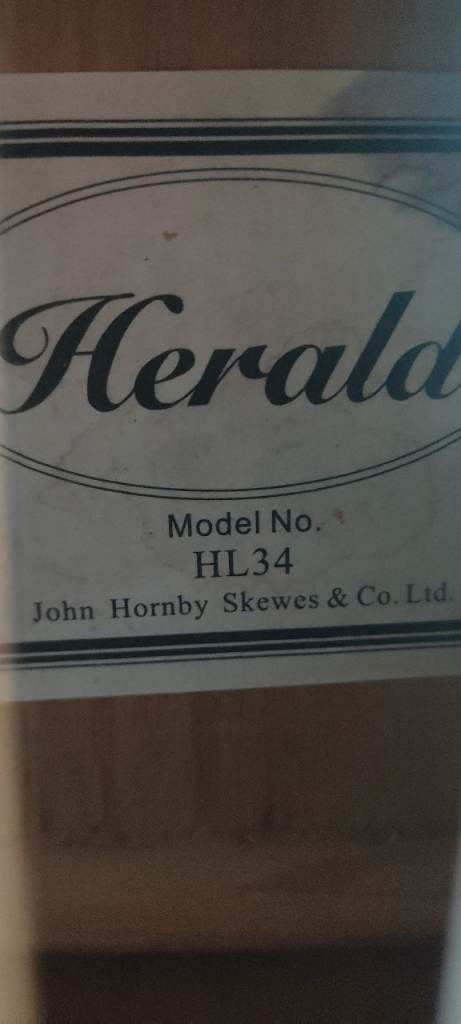 Herald
Model No.
HL34
John Hornby Skewes & Co. Ltd.